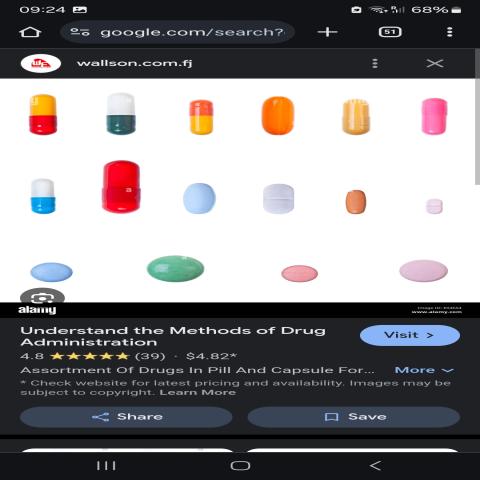 09:24 68%
google.com/search?
51
wallson.com.fj
a
alamy
www.alamy.com
Understand the Methods of Drug
Administration
Visit >
4.8 ★★★★★ (39) · $4.82*
Assortment Of Drugs In Pill And Capsule For... More
* Check website for latest pricing and availability. Images may be
subject to copyright. Learn More
Share
Save